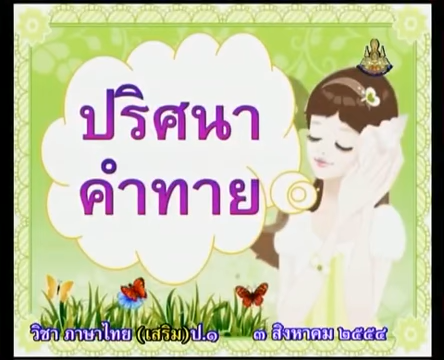 ปริศนา
คำทาย
วิชา ภาษาไทย (เสริม) ป.๑ ๓ สิงหาคม ๒๕๕๔